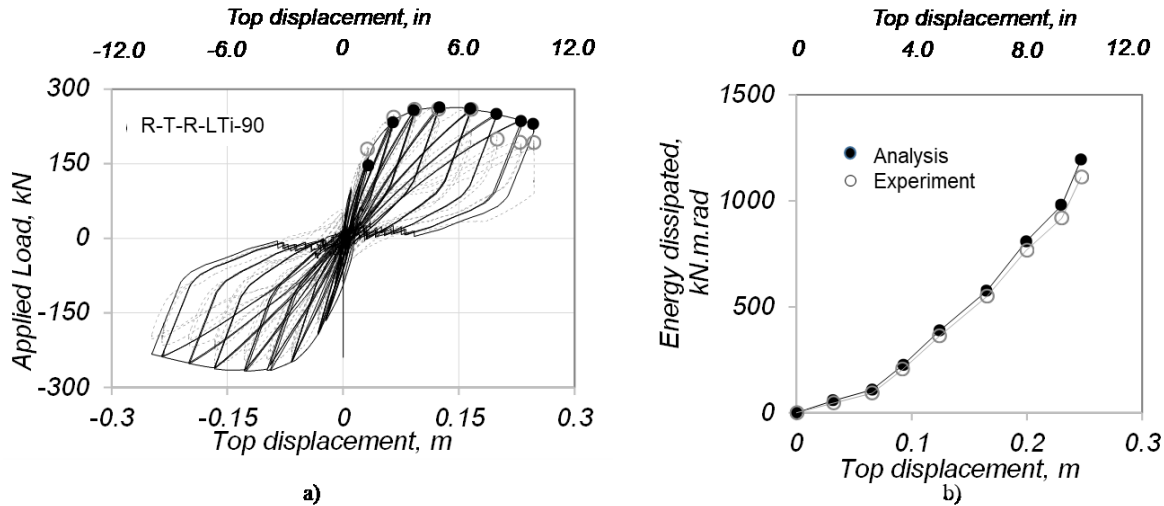 Top displacement, in
-12.0 -6.0 0 6.0 12.0
300
150
0
-150
-300
Applied Load, kN
R-T-R-LTi-90
-0.3 -0.15 0 0.15 0.3
Top displacement, m
a)
Top displacement, in
0 4.0 8.0 12.0
1500
1000
500
0
Energy dissipated,
kN.m.rad
Analysis
Experiment
0 0.1 0.2 0.3
Top displacement, m
b)